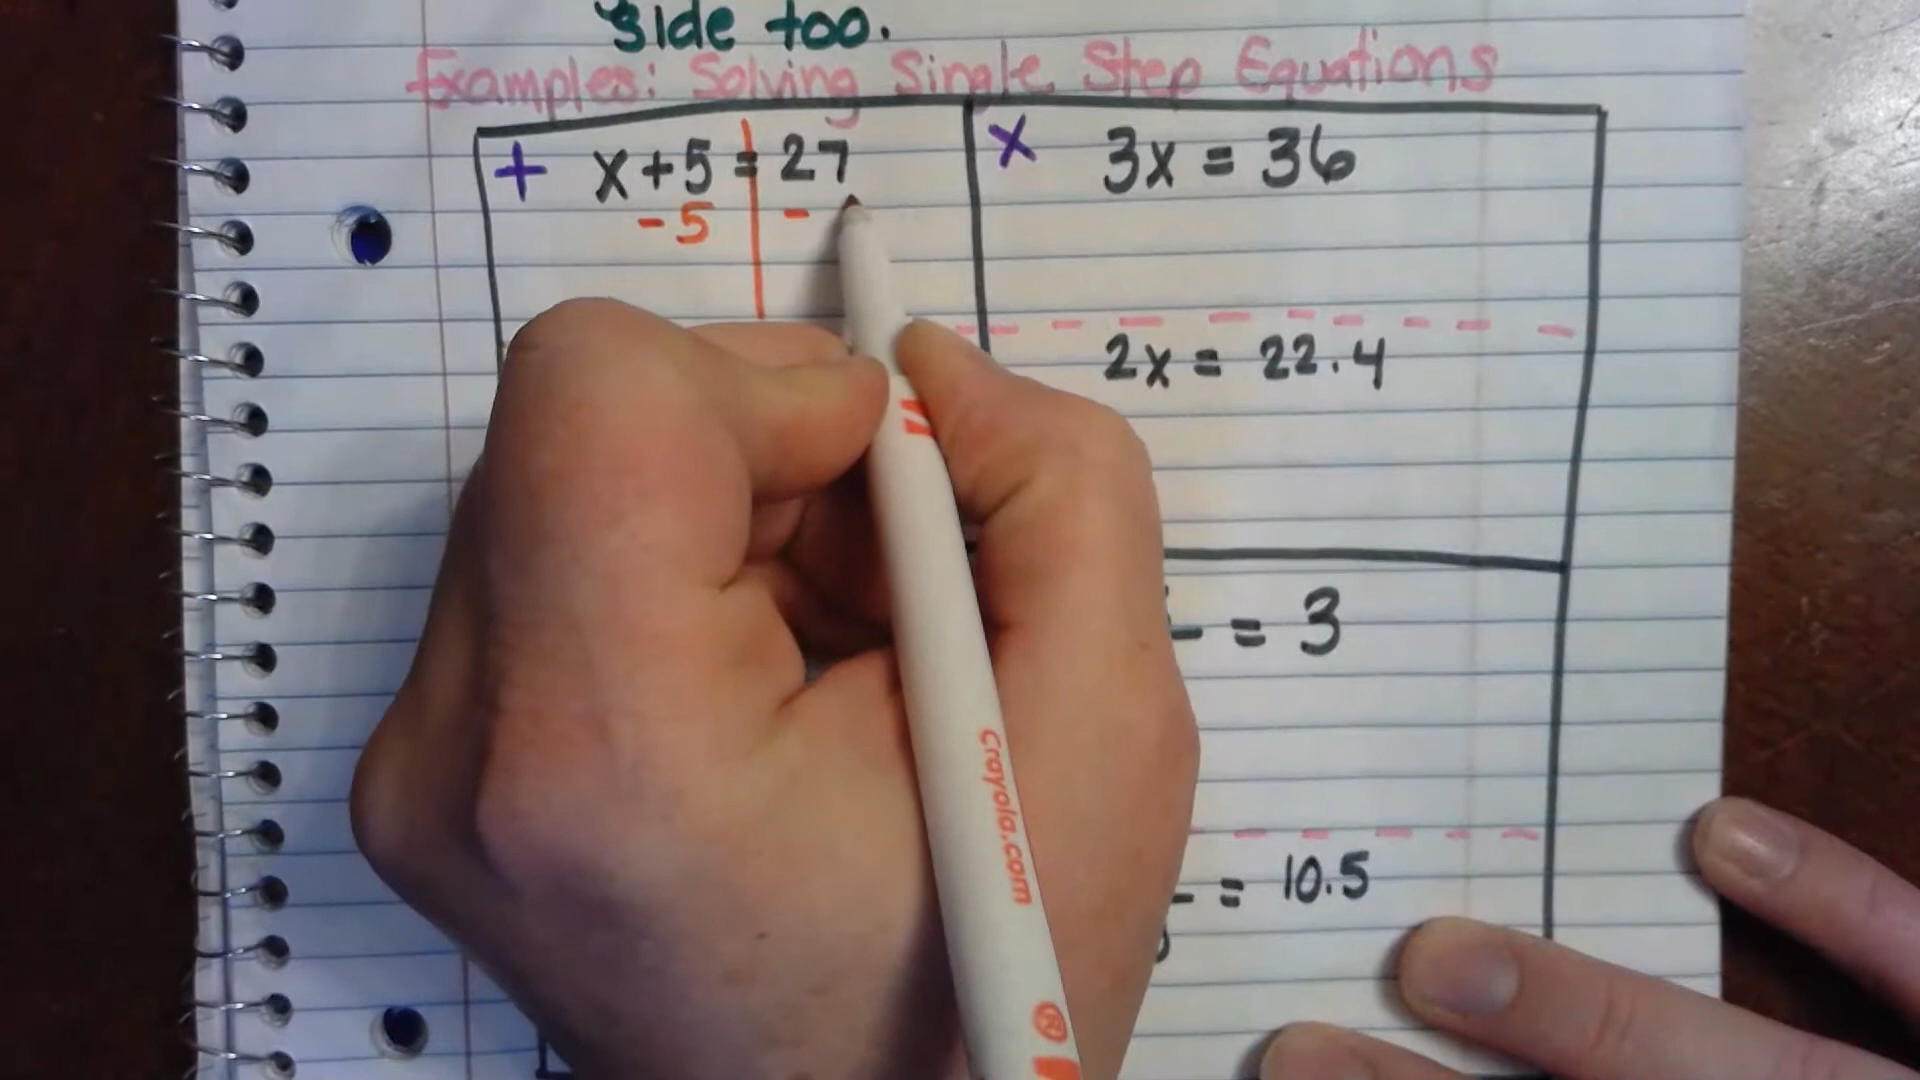 side too.
Examples: Solving Single Step Equations
+ x+5 = 27
-5 -
x 3x = 36
2x = 22.4
= 3
= 10.5
Crayola.com
®